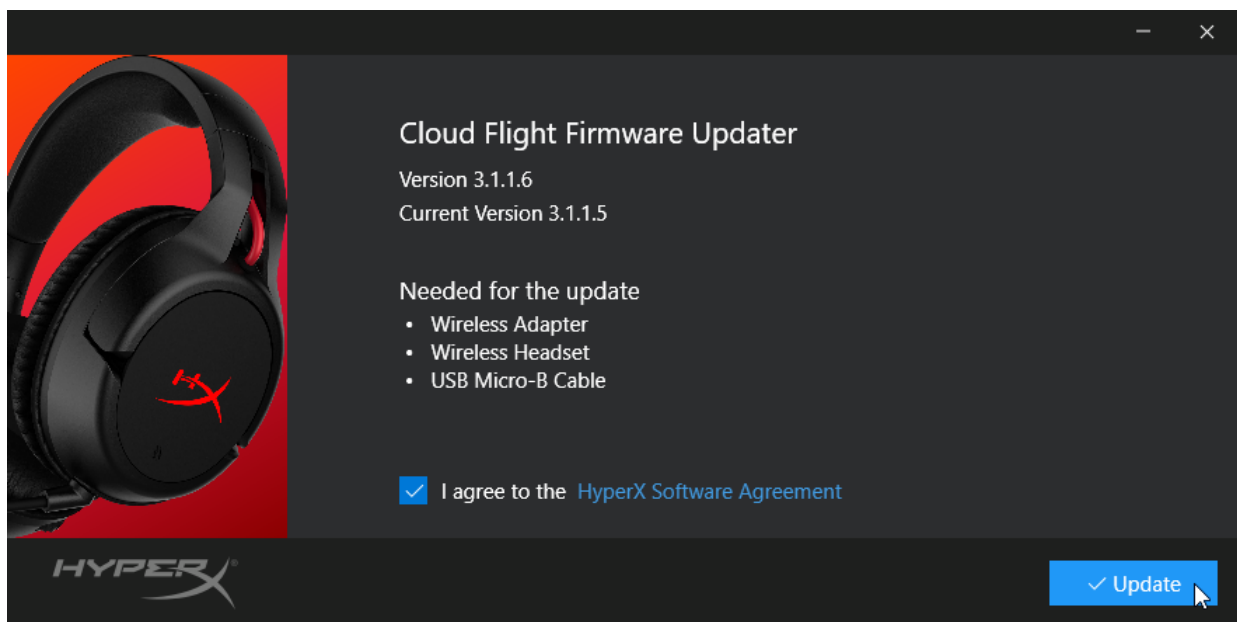 Cloud Flight Firmware Updater
Version 3.1.1.6
Current Version 3.1.1.5
Needed for the update
• Wireless Adapter
• Wireless Headset
• USB Micro-B Cable
I agree to the HyperX Software Agreement
HYPERX®
Update